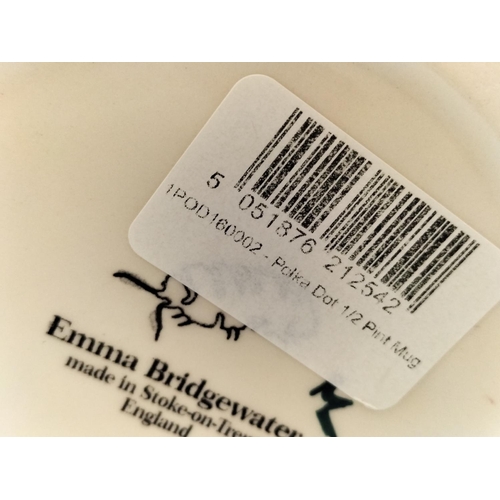 5 051876 212542
1POD160002 - Polka Dot 1/2 Pint Mug
Emma Bridgewater
made in Stoke-on-Tre
England